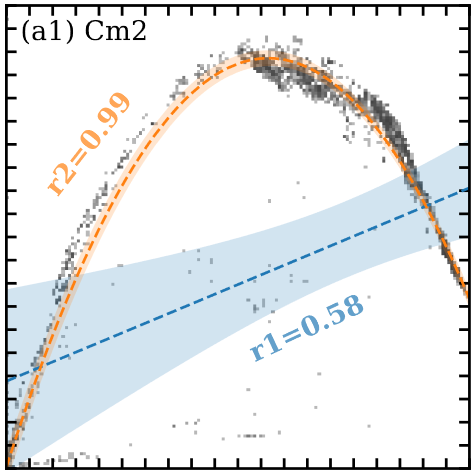 (a1) Cm2
r2=0.99
r1=0.58